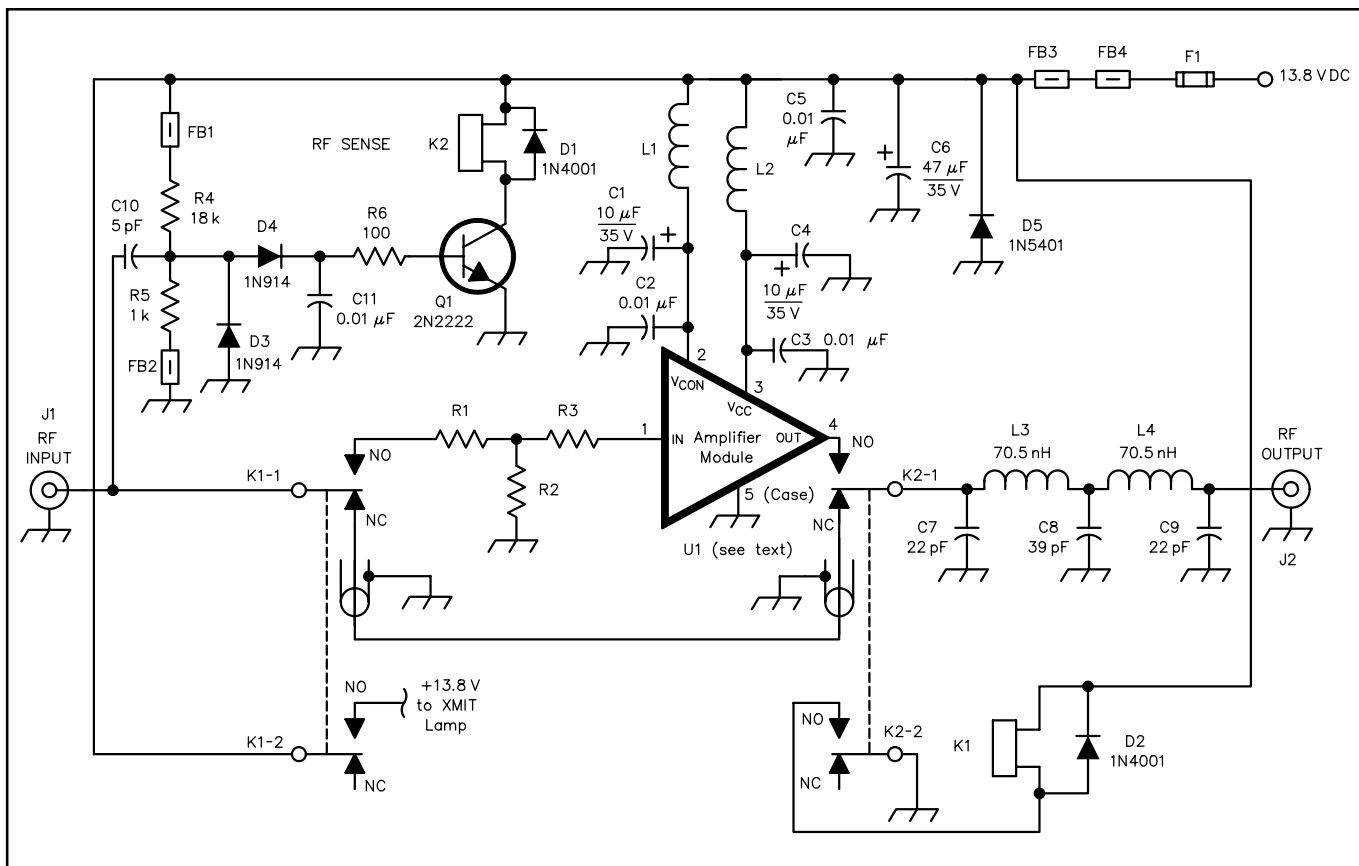 FB3
FB4
F1
13.8 V DC
FB1
RF SENSE
K2
D1
1N4001
L1
L2
C5
0.01
µF
C6
47 µF
35 V
+
D5
1N5401
C10
5 pF
R4
18 k
D4
1N914
R6
100
C1
10 µF
35 V
+
C4
+
10 µF
35 V
R5
1 k
FB2
D3
1N914
C11
0.01 µF
Q1
2N2222
C2
0.01 µF
C3 0.01 µF
2
VCON
3
VCC
J1
RF
INPUT
R1
R3
R2
1
IN
Amplifier
Module
OUT
4
5 (Case)
U1 (see text)
NO
K1-1
NC
NO
K2-1
NC
L3
70.5 nH
L4
70.5 nH
RF
OUTPUT
C7
22 pF
C8
39 pF
C9
22 pF
J2
NO
+13.8 V
to XMIT
Lamp
K1-2
NC
NO
K2-2
NC
K1
D2
1N4001